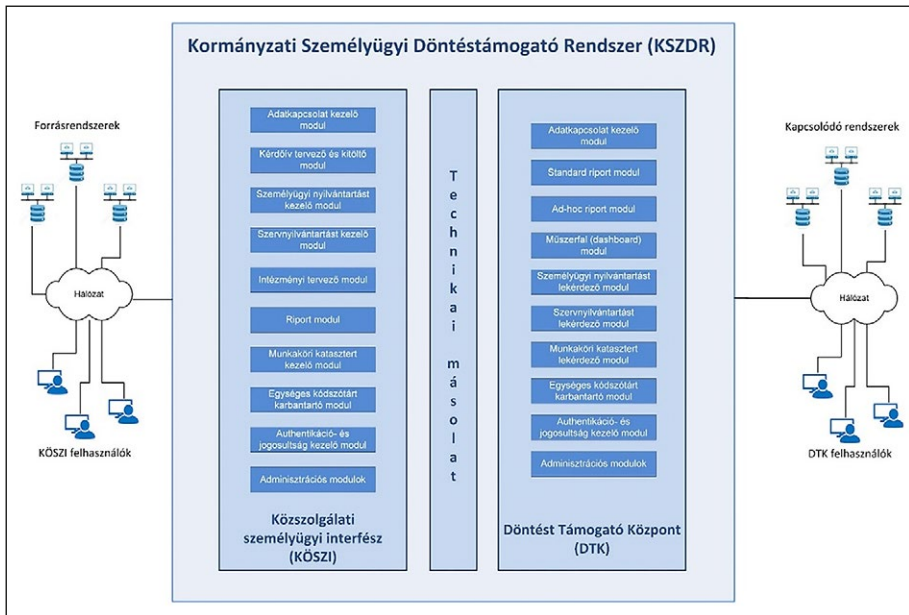 Kormányzati Személyügyi Döntéstámogató Rendszer (KSZDR)
Forrásrendszerek
Hálózat
KÖSZI felhasználók
Adatkapcsolat kezelő
modul
Kérdőív tervező és kitöltő
modul
Személyügyi nyilvántartást
kezelő modul
Szervnyilvántartást kezelő
modul
Intézményi tervező modul
Riport modul
Munkaköri katasztert
kezelő modul
Egységes kódszótárt
karbantartó modul
Authentikáció- és
jogosultság kezelő modul
Adminisztrációs modulok
Közszolgálati
személyügyi interfész
(KÖSZI)
Technikai másolat
Adatkapcsolat kezelő
modul
Standard riport modul
Ad-hoc riport modul
Műszerfal (dashboard)
modul
Személyügyi nyilvántartást
lekérdező modul
Szervnyilvántartást
lekérdező modul
Munkaköri katasztert
lekérdező modul
Egységes kódszótárt
karbantartó modul
Authentikáció- és
jogosultság kezelő modul
Adminisztrációs modulok
Döntést Támogató Központ
(DTK)
Kapcsolódó rendszerek
Hálózat
DTK felhasználók